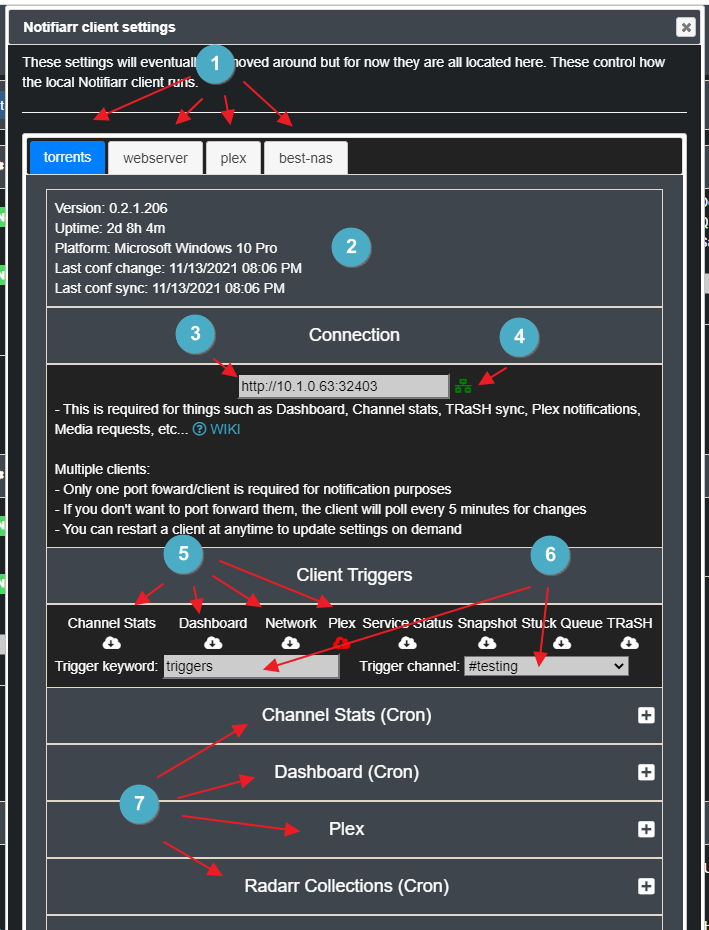 Notifiarr client settings
These settings will eventuall 1 moved around but for now they are all located here. These control how
the local Notifiarr client runs.
torrents webserver plex best-nas
Version: 0.2.1.206
Uptime: 2d 8h 4m
Platform: Microsoft Windows 10 Pro
2
Last conf change: 11/13/2021 08:06 PM
Last conf sync: 11/13/2021 08:06 PM
3 Connection 4
http://10.1.0.63:32403
- This is required for things such as Dashboard, Channel stats, TRaSH sync, Plex notifications,
Media requests, etc... WIKI
Multiple clients:
- Only one port foward/client is required for notification purposes
- If you don't want to port forward them, the client will poll every 5 minutes for changes
- You can restart a client at anytime to update settings on demand
5 6
Client Triggers
Channel Stats Dashboard Network Plex Service Status Snapshot Stuck Queue TRaSH
Trigger keyword: triggers Trigger channel: #testing
Channel Stats (Cron)
Dashboard (Cron)
7
Plex
Radarr Collections (Cron)